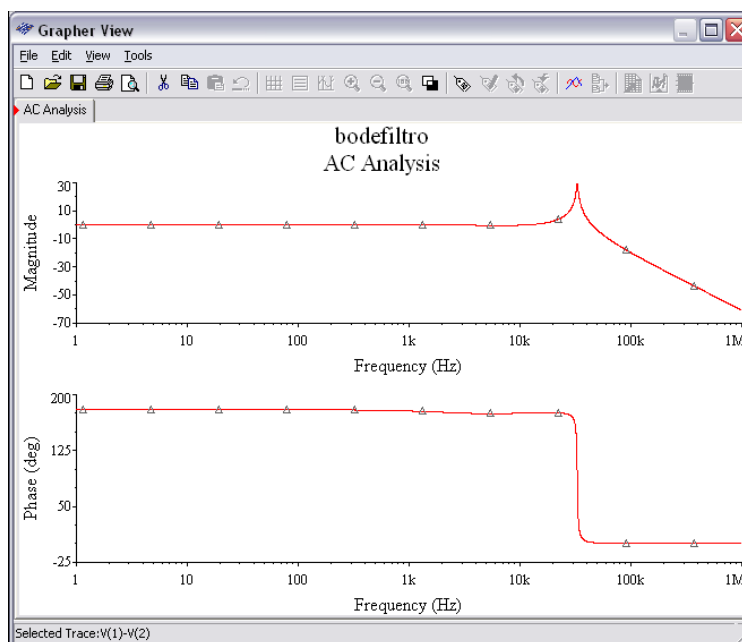 Grapher View
File Edit View Tools
AC Analysis
bodefiltro
AC Analysis
30
10
-10
-30
-50
-70
Magnitude
1 10 100 1k 10k 100k 1M
Frequency (Hz)
200
125
50
-25
Phase (deg)
1 10 100 1k 10k 100k 1M
Frequency (Hz)
Selected Trace:V(1)-V(2)